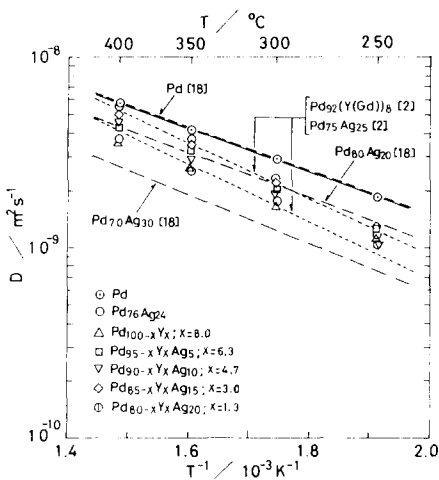 T / °C
400 350 300 250
10⁻⁸
Pd [18]
Pd₉₂(Y(Gd))₈ [2]
Pd₇₅Ag₂₅ [2]
Pd₈₀Ag₂₀ [18]
Pd₇₀Ag₃₀ [18]
D / m² s⁻¹
10⁻⁹
⊙ Pd
○ Pd₇₆Ag₂₄
△ Pd₁₀₀₋ₓYₓ ; x=8.0
□ Pd₉₅₋ₓYₓAg₅ ; x=6.3
▽ Pd₉₀₋ₓYₓAg₁₀ ; x=4.7
◇ Pd₈₅₋ₓYₓAg₁₅ ; x=3.0
⦶ Pd₈₀₋ₓYₓAg₂₀ ; x=1.3
10⁻¹⁰
1.4 1.6 1.8 2.0
T⁻¹ / 10⁻³ K⁻¹